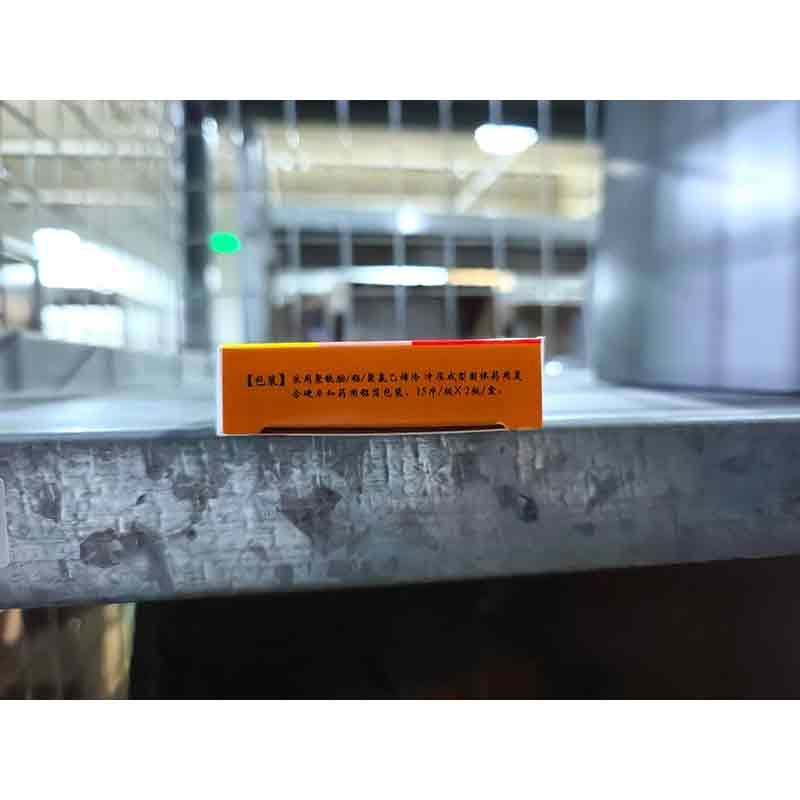 【包装】采用聚酰胺/铝/聚氯乙烯冷冲压成型固体药用复
合硬片和药用铝箔包装，15片/板X2板/盒。